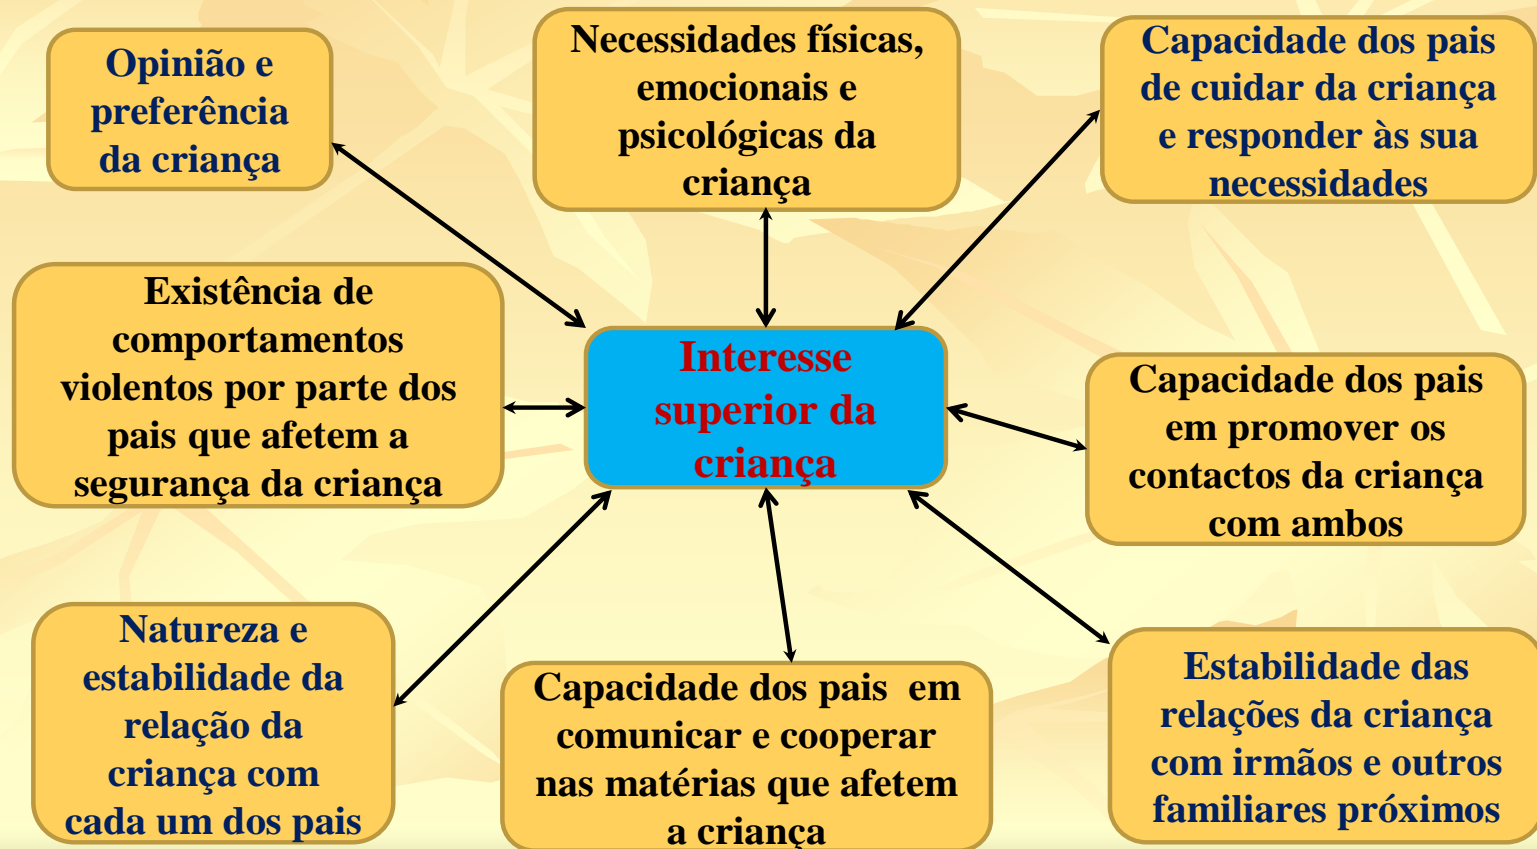 Opinião e
preferência
da criança
Necessidades físicas,
emocionais e
psicológicas da
criança
Capacidade dos pais
de cuidar da criança
e responder às sua
necessidades
Existência de
comportamentos
violentos por parte dos
pais que afetem a
segurança da criança
Interesse
superior da
criança
Capacidade dos pais
em promover os
contactos da criança
com ambos
Natureza e
estabilidade da
relação da
criança com
cada um dos pais
Capacidade dos pais  em
comunicar e cooperar
nas matérias que afetem
a criança
Estabilidade das
relações da criança
com irmãos e outros
familiares próximos